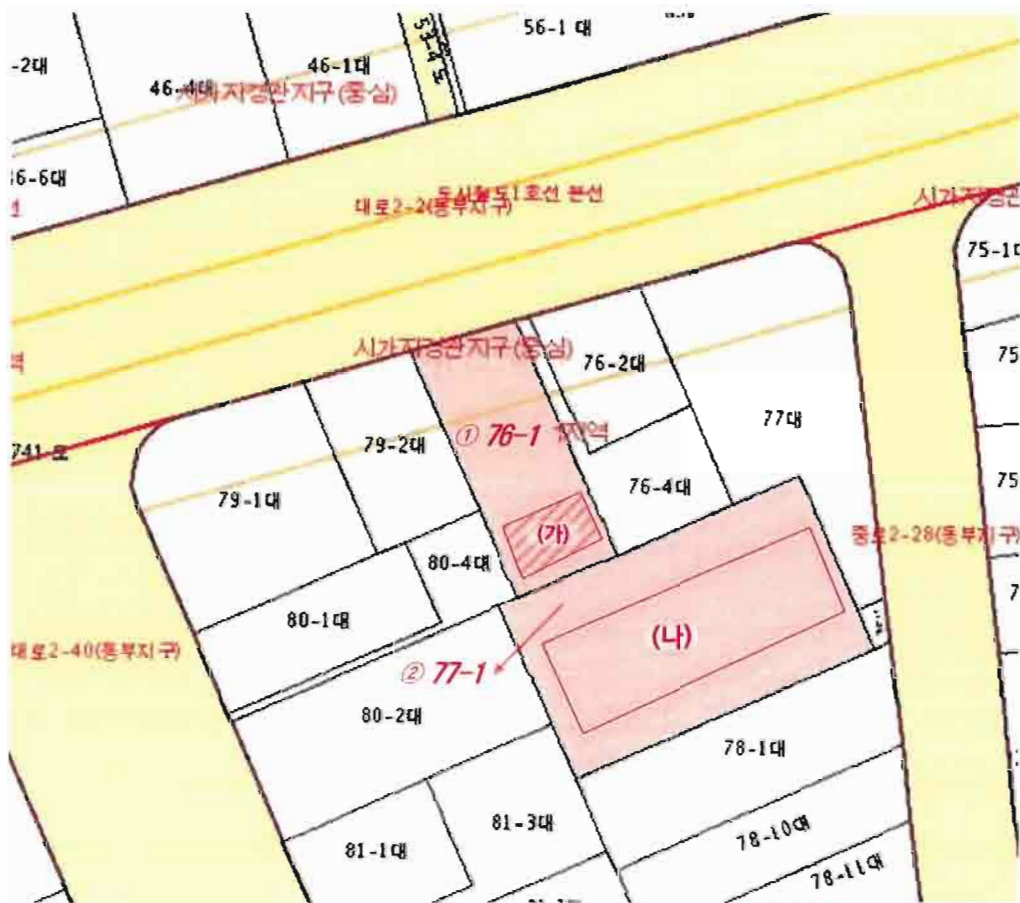 -2대
46-4대
46-1대
53-4도
56-1 대
시가지경관지구(중심)
6-6대
대로2-2(동부지구)
도시철도1호선 본선
시가지경관
75-1대
시가지경관지구(중심)
76-2대
75
741 도
79-2대
① 76-1
지역
77대
79-1대
76-4대
75
(가)
중로2-28(동부지구)
80-4대
80-1대
대로2-40(동부지구)
(나)
② 77-1
80-2대
78-1대
81-3대
81-1대
78-10대
78-11대